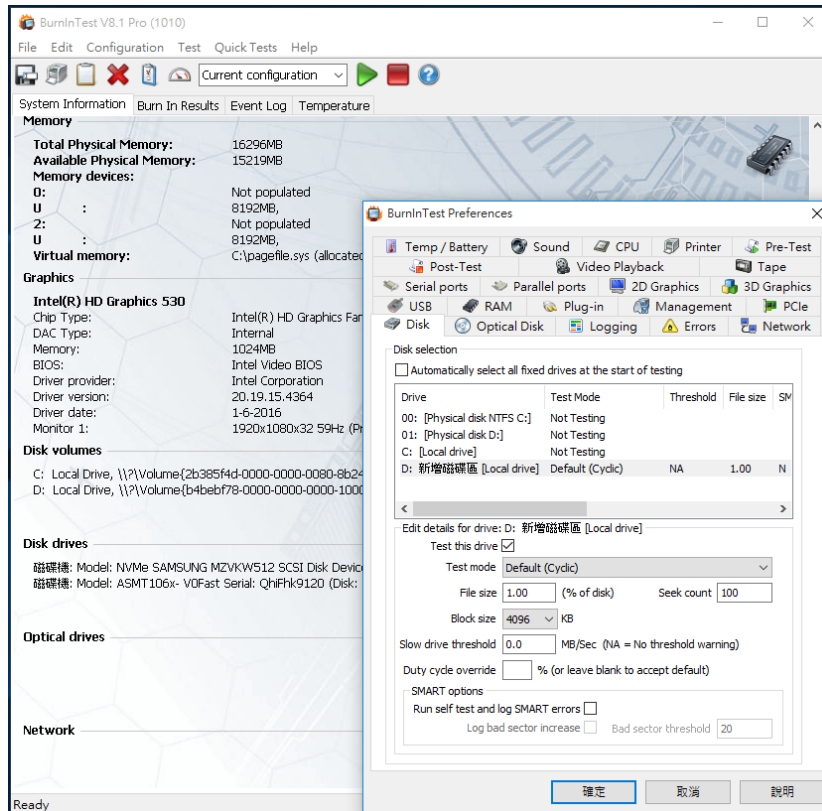 BurnInTest V8.1 Pro (1010)
File Edit Configuration Test Quick Tests Help
Current configuration
System Information Burn In Results Event Log Temperature
Memory
Total Physical Memory: 16296MB
Available Physical Memory: 15219MB
Memory devices:
0: Not populated
U : 8192MB,
2: Not populated
U : 8192MB,
Virtual memory: C:\pagefile.sys (allocated
Graphics
Intel(R) HD Graphics 530
Chip Type: Intel(R) HD Graphics Far
DAC Type: Internal
Memory: 1024MB
BIOS: Intel Video BIOS
Driver provider: Intel Corporation
Driver version: 20.19.15.4364
Driver date: 1-6-2016
Monitor 1: 1920x1080x32 59Hz (Pr
Disk volumes
C: Local Drive, \\?\Volume{2b385f4d-0000-0000-0080-8b24
D: Local Drive, \\?\Volume{b4bebf78-0000-0000-0000-1000
Disk drives
磁碟機: Model: NVMe SAMSUNG MZVKW512 SCSI Disk Device
磁碟機: Model: ASMT106x- V0Fast Serial: QhiFhk9120 (Disk:
Optical drives
Network
Ready
BurnInTest Preferences
Temp / Battery Sound CPU Printer Pre-Test
Post-Test Video Playback Tape
Serial ports Parallel ports 2D Graphics 3D Graphics
USB RAM Plug-in Management PCIe
Disk Optical Disk Logging Errors Network
Disk selection
Automatically select all fixed drives at the start of testing
Drive Test Mode Threshold File size SM
00: [Physical disk NTFS C:] Not Testing
01: [Physical disk D:] Not Testing
C: [Local drive] Not Testing
D: 新增磁碟區 [Local drive] Default (Cyclic) NA 1.00 N
Edit details for drive: D: 新增磁碟區 [Local drive]
Test this drive
Test mode Default (Cyclic)
File size 1.00 (% of disk) Seek count 100
Block size 4096 KB
Slow drive threshold 0.0 MB/Sec (NA = No threshold warning)
Duty cycle override % (or leave blank to accept default)
SMART options
Run self test and log SMART errors
Log bad sector increase Bad sector threshold 20
確定 取消 說明